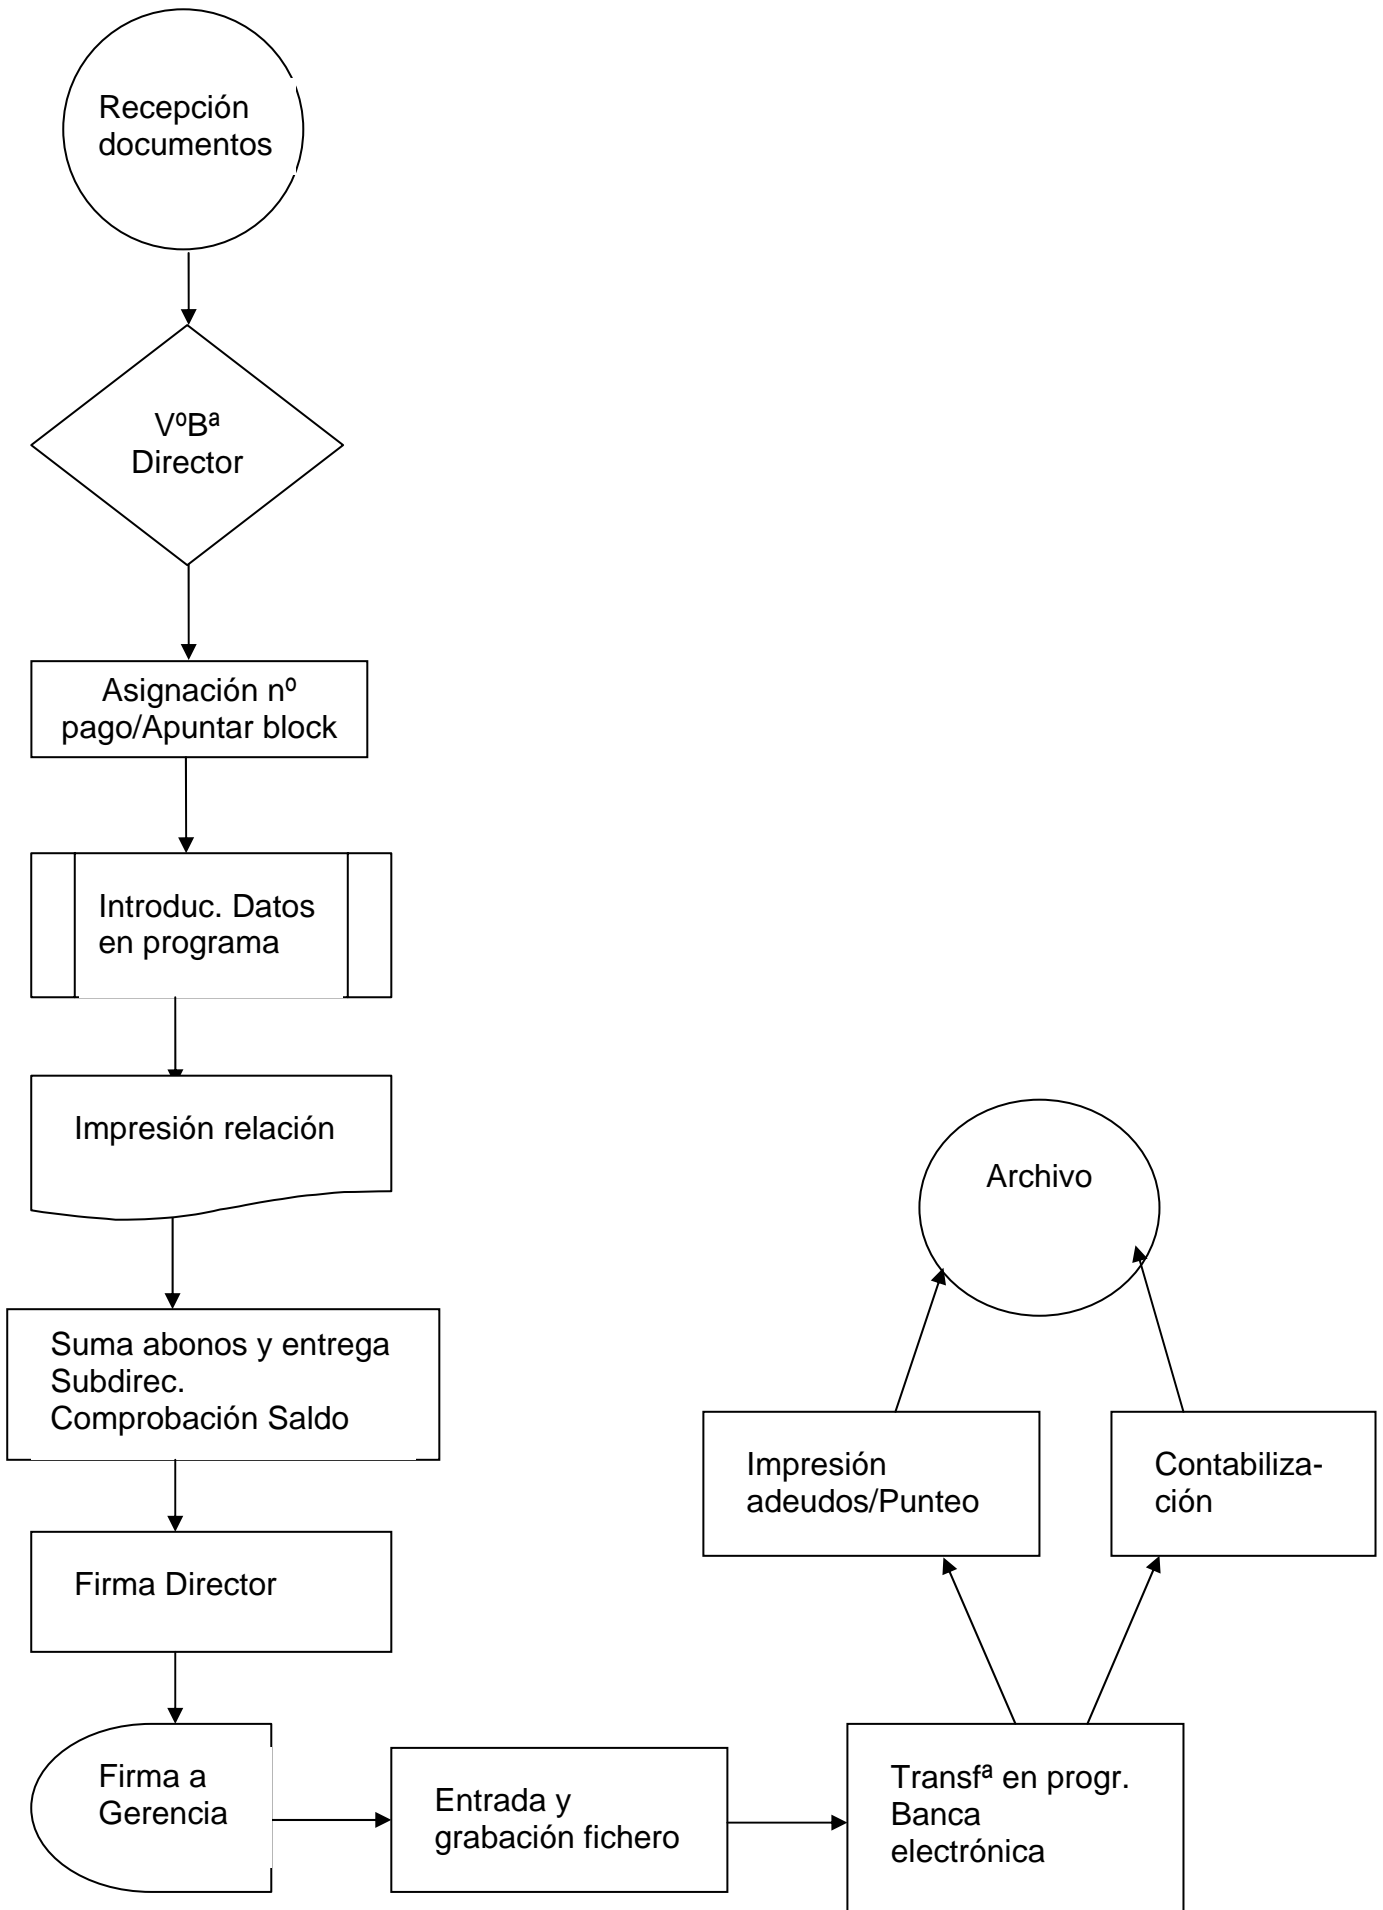 Recepción
documentos
VºBª
Director
Asignación nº
pago/Apuntar block
Introduc. Datos
en programa
Impresión relación
Suma abonos y entrega
Subdirec.
Comprobación Saldo
Firma Director
Firma a
Gerencia
Entrada y
grabación fichero
Transfª en progr.
Banca
electrónica
Impresión
adeudos/Punteo
Contabiliza-
ción
Archivo